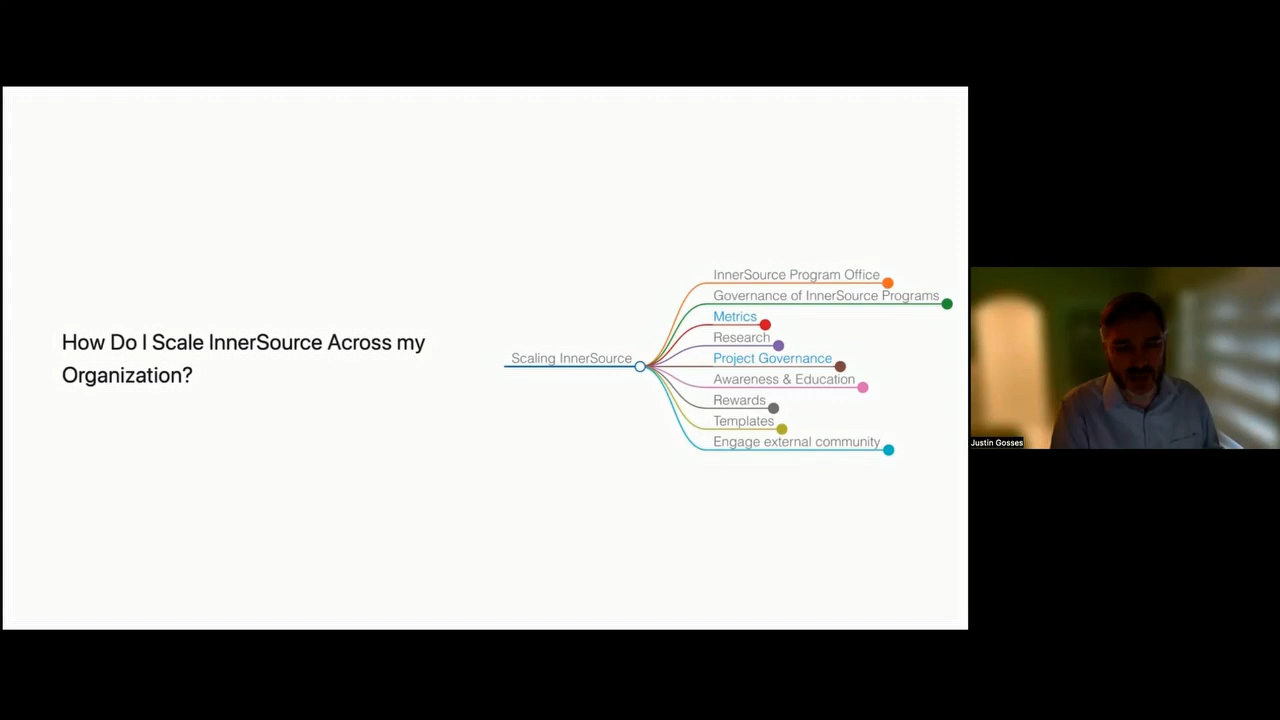 How Do I Scale InnerSource Across my
Organization?
Scaling InnerSource
InnerSource Program Office
Governance of InnerSource Programs
Metrics
Research
Project Governance
Awareness & Education
Rewards
Templates
Engage external community
Justin Gosses